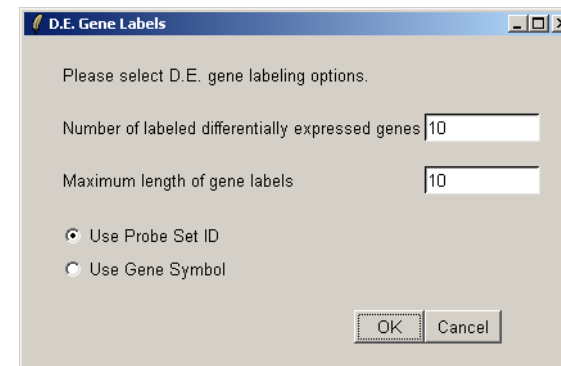 D.E. Gene Labels
Please select D.E. gene labeling options.
Number of labeled differentially expressed genes 10
Maximum length of gene labels 10
Use Probe Set ID
Use Gene Symbol
OK Cancel